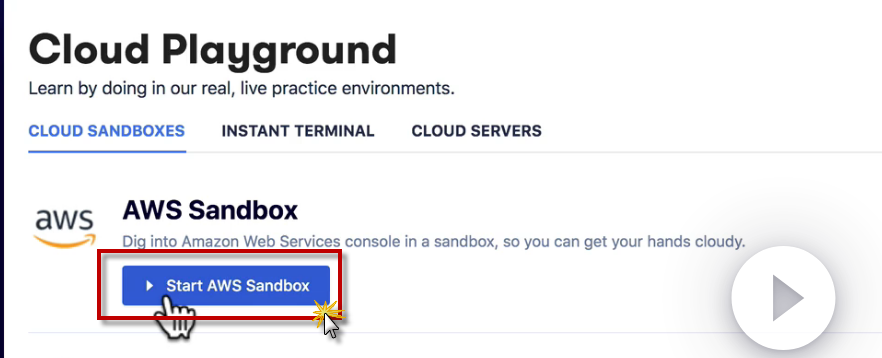 Cloud Playground
Learn by doing in our real, live practice environments.
CLOUD SANDBOXES INSTANT TERMINAL CLOUD SERVERS
aws
AWS Sandbox
Dig into Amazon Web Services console in a sandbox, so you can get your hands cloudy.
Start AWS Sandbox